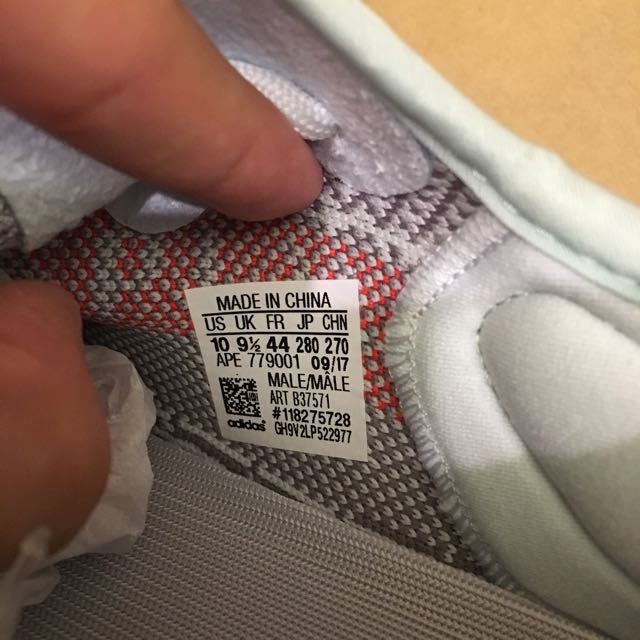 MADE IN CHINA
US UK FR JP CHN
10 9½ 44 280 270
APE 779001 09/17
MALE/MÂLE
ART B37571
#118275728
adidas GH9V2LP522977